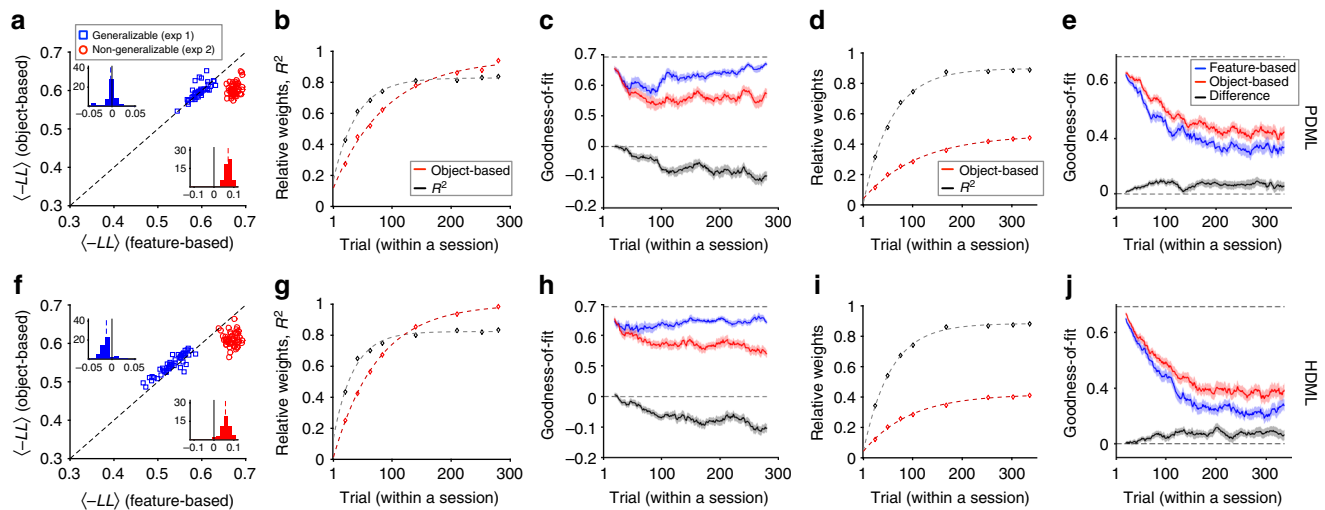 a
b
c
d
e
Generalizable (exp 1)
Non-generalizable (exp 2)
⟨–LL⟩ (object-based)
0.7
0.6
0.5
0.4
0.3
0.3 0.4 0.5 0.6 0.7
⟨–LL⟩ (feature-based)
40
20
–0.05 0 0.05
30
15
–0.1 0 0.1
Relative weights, R²
1
0.8
0.6
0.4
0.2
0
1 100 200 300
Trial (within a session)
Object-based
R²
Goodness-of-fit
0.7
0.6
0.5
0
–0.1
–0.2
1 100 200 300
Trial (within a session)
Relative weights
1
0.8
0.6
0.4
0.2
0
1 100 200 300
Trial (within a session)
Object-based
R²
Goodness-of-fit
0.6
0.4
0
1 100 200 300
Trial (within a session)
Feature-based
Object-based
Difference
PDML
f
g
h
i
j
⟨–LL⟩ (object-based)
0.7
0.6
0.5
0.4
0.3
0.3 0.4 0.5 0.6 0.7
⟨–LL⟩ (feature-based)
40
20
–0.05 0 0.05
30
15
–0.1 0 0.1
Relative weights, R²
1
0.8
0.6
0.4
0.2
0
1 100 200 300
Trial (within a session)
Goodness-of-fit
0.7
0.6
0.5
0
–0.1
–0.2
1 100 200 300
Trial (within a session)
Relative weights
1
0.8
0.6
0.4
0.2
0
1 100 200 300
Trial (within a session)
Goodness-of-fit
0.6
0.4
0
1 100 200 300
Trial (within a session)
HDML